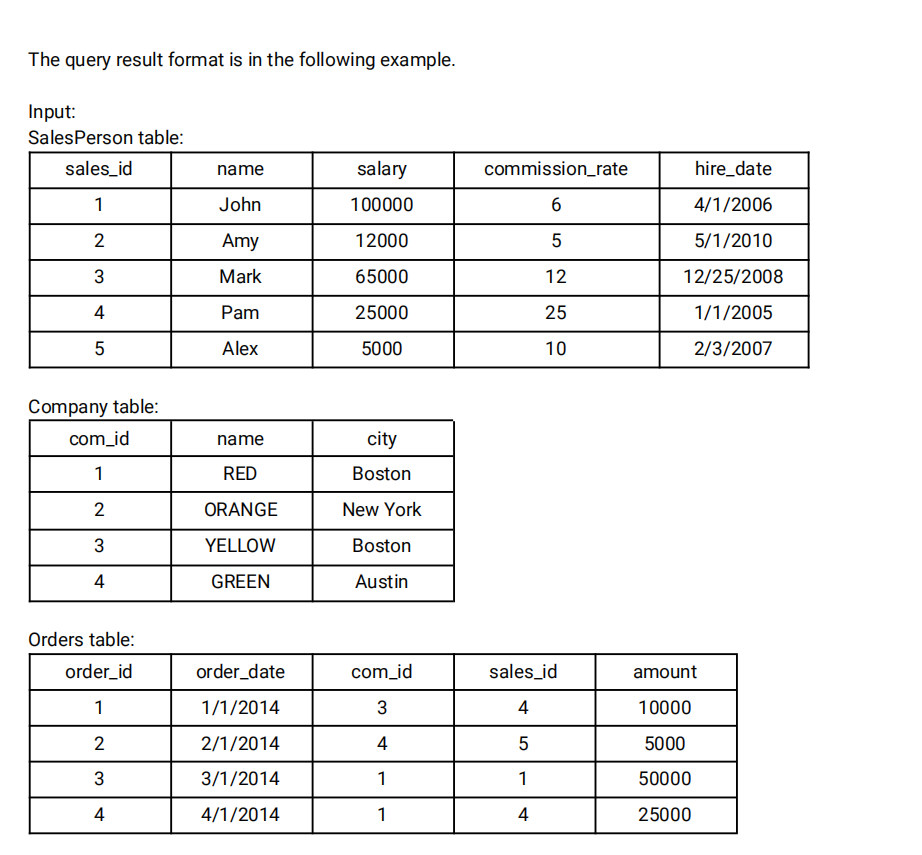 The query result format is in the following example.
Input:
SalesPerson table:
sales_id name salary commission_rate hire_date
1 John 100000 6 4/1/2006
2 Amy 12000 5 5/1/2010
3 Mark 65000 12 12/25/2008
4 Pam 25000 25 1/1/2005
5 Alex 5000 10 2/3/2007
Company table:
com_id name city
1 RED Boston
2 ORANGE New York
3 YELLOW Boston
4 GREEN Austin
Orders table:
order_id order_date com_id sales_id amount
1 1/1/2014 3 4 10000
2 2/1/2014 4 5 5000
3 3/1/2014 1 1 50000
4 4/1/2014 1 4 25000